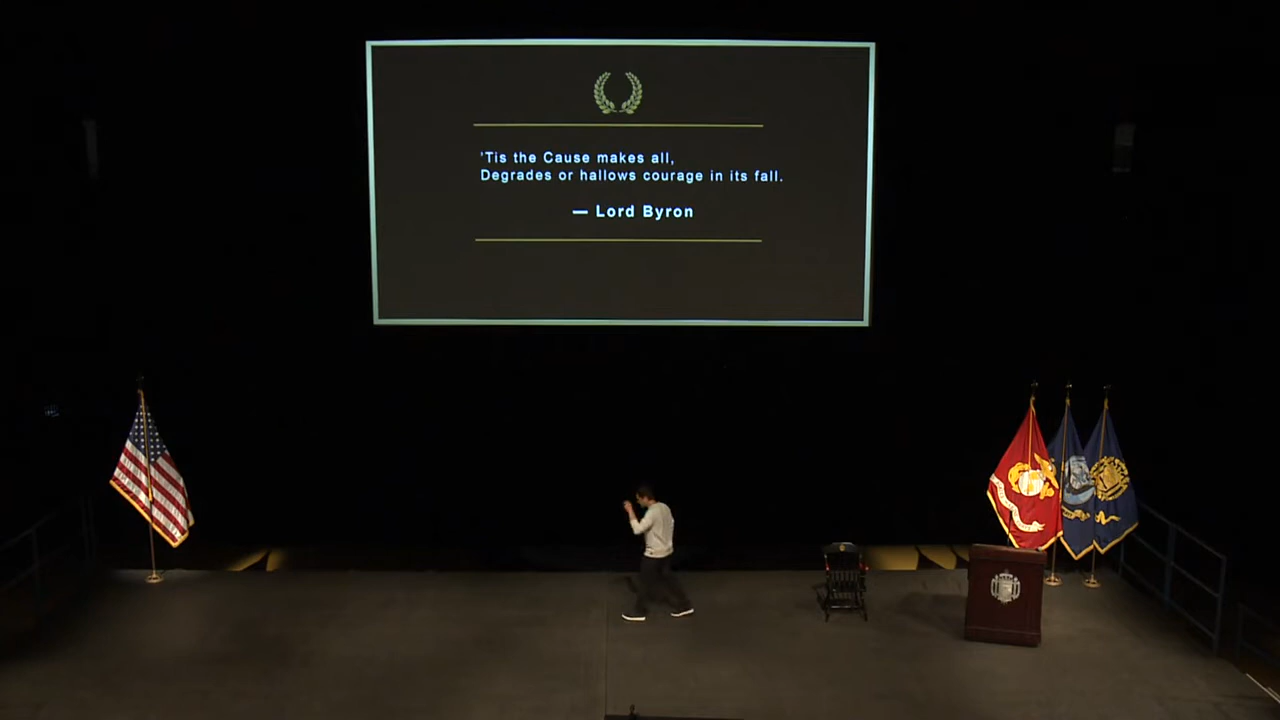 ’Tis the Cause makes all,
Degrades or hallows courage in its fall.
— Lord Byron